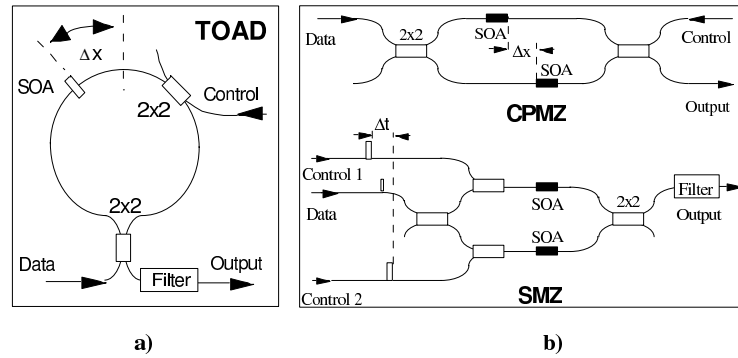 TOAD
Δx
SOA
2x2
Control
2x2
Data
Filter
Output
a)
Data
2x2
SOA
Δx
SOA
Control
Output
CPMZ
Δt
Control 1
Data
Control 2
SOA
SOA
2x2
Filter
Output
SMZ
b)